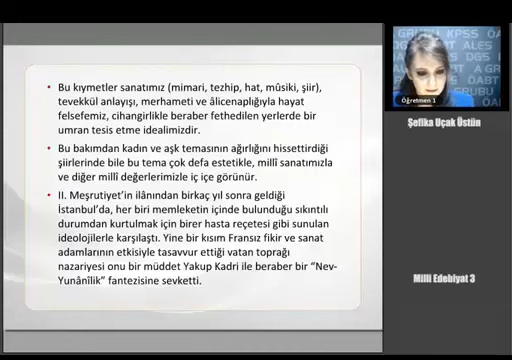 • Bu kıymetler sanatımız (mimari, tezhip, hat, mûsiki, şiir),
tevekkül anlayışı, merhameti ve âlicenaplığıyla hayat
felsefemiz, cihangirlikle beraber fethedilen yerlerde bir
umran tesis etme idealimizdir.
• Bu bakımdan kadın ve aşk temasının ağırlığını hissettirdiği
şiirlerinde bile bu tema çok defa estetikle, millî sanatımızla
ve diğer millî değerlerimizle iç içe görünür.
• II. Meşrutiyet'in ilânından birkaç yıl sonra geldiği
İstanbul'da, her biri memleketin içinde bulunduğu sıkıntılı
durumdan kurtulmak için birer hasta reçetesi gibi sunulan
ideolojilerle karşılaştı. Yine bir kısım Fransız fikir ve sanat
adamlarının etkisiyle tasavvur ettiği vatan toprağı
nazariyesi onu bir müddet Yakup Kadri ile beraber bir "Nev-
Yunânîlik" fantezisine sevketti.
KPSS
ALES
DGS
Öğretmen 1
Şefika Uçak Üstün
Milli Edebiyat 3